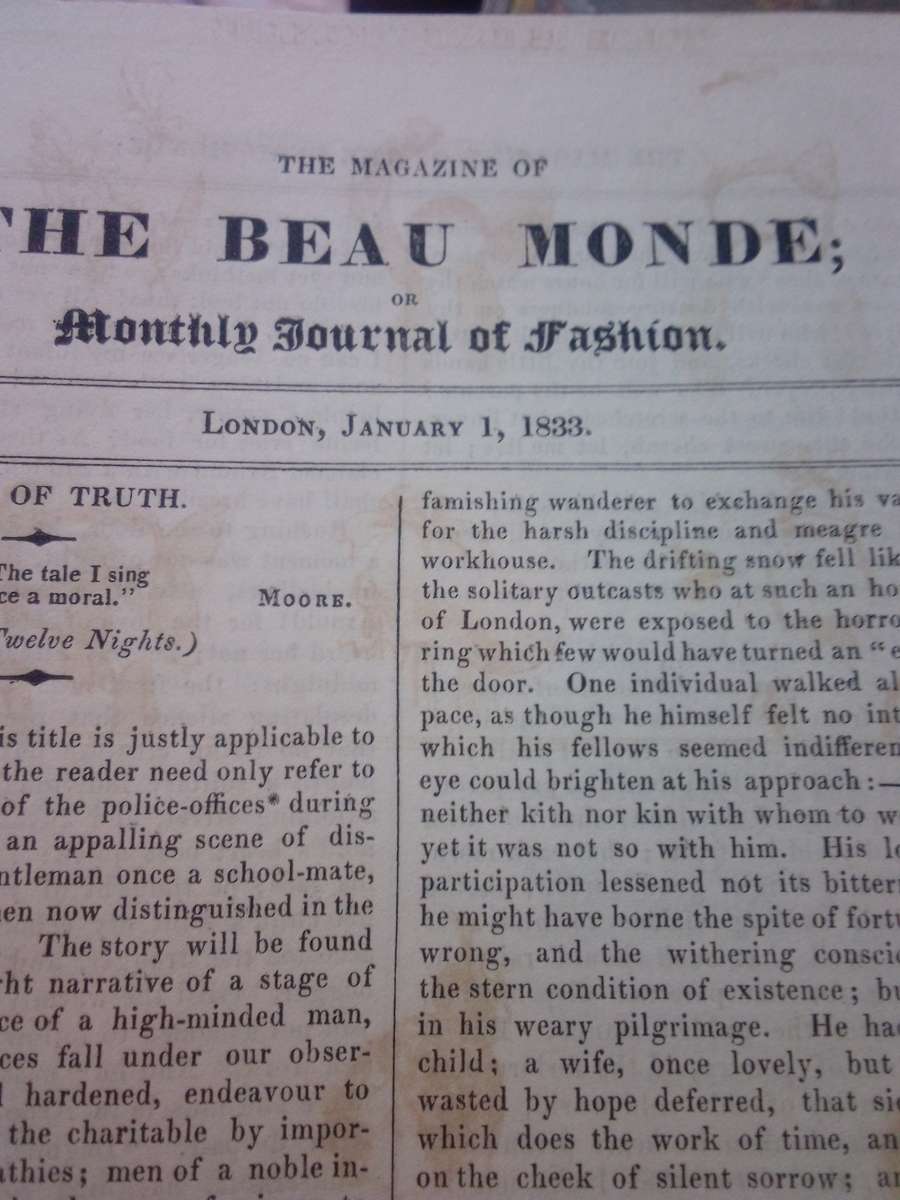 THE MAGAZINE OF
THE BEAU MONDE;
OR
Monthly Journal of Fashion.
London, January 1, 1833.
OF TRUTH.
The tale I sing
ce a moral."
Moore.
Twelve Nights.)
is title is justly applicable to
the reader need only refer to
of the police-offices* during
an appalling scene of dis-
ntleman once a school-mate,
en now distinguished in the
The story will be found
ht narrative of a stage of
ce of a high-minded man,
ces fall under our obser-
hardened, endeavour to
the charitable by impor-
athies; men of a noble in-
famishing wanderer to exchange his va
for the harsh discipline and meagre
workhouse. The drifting snow fell lik
the solitary outcasts who at such an ho
of London, were exposed to the horro
ring which few would have turned an "e
the door. One individual walked al
pace, as though he himself felt no int
which his fellows seemed indifferen
eye could brighten at his approach:—
neither kith nor kin with whom to w
yet it was not so with him. His lo
participation lessened not its bittern
he might have borne the spite of fortu
wrong, and the withering conscio
the stern condition of existence; bu
in his weary pilgrimage. He had
child; a wife, once lovely, but
wasted by hope deferred, that sic
which does the work of time, an
on the cheek of silent sorrow; a